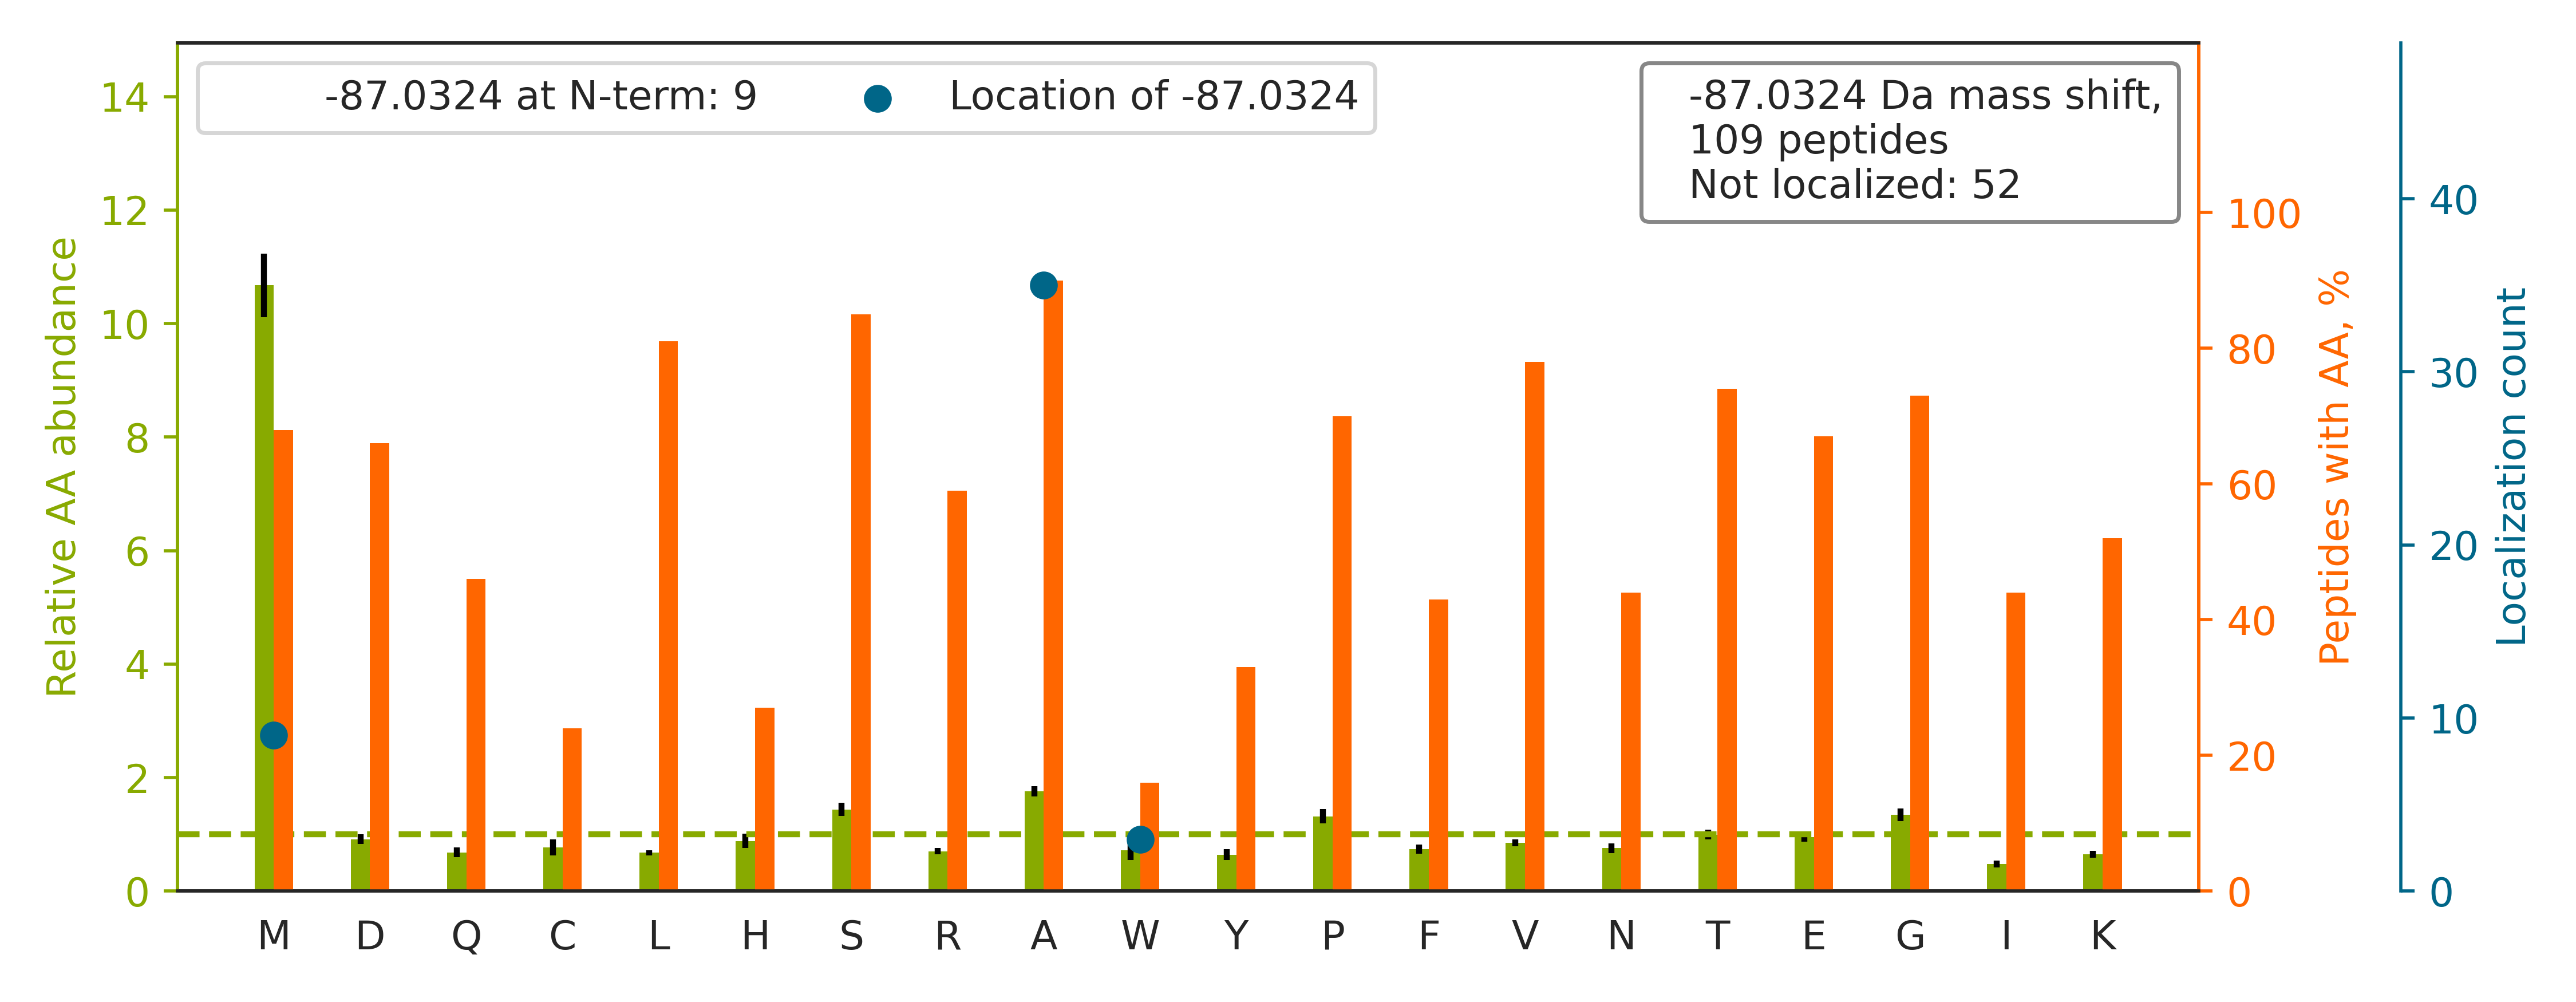 -87.0324 at N-term: 9
Location of -87.0324
-87.0324 Da mass shift,
109 peptides
Not localized: 52
Relative AA abundance
14
12
10
8
6
4
2
0
100
80
60
40
20
0
Peptides with AA, %
40
30
20
10
0
Localization count
M D Q C L H S R A W Y P F V N T E G I K